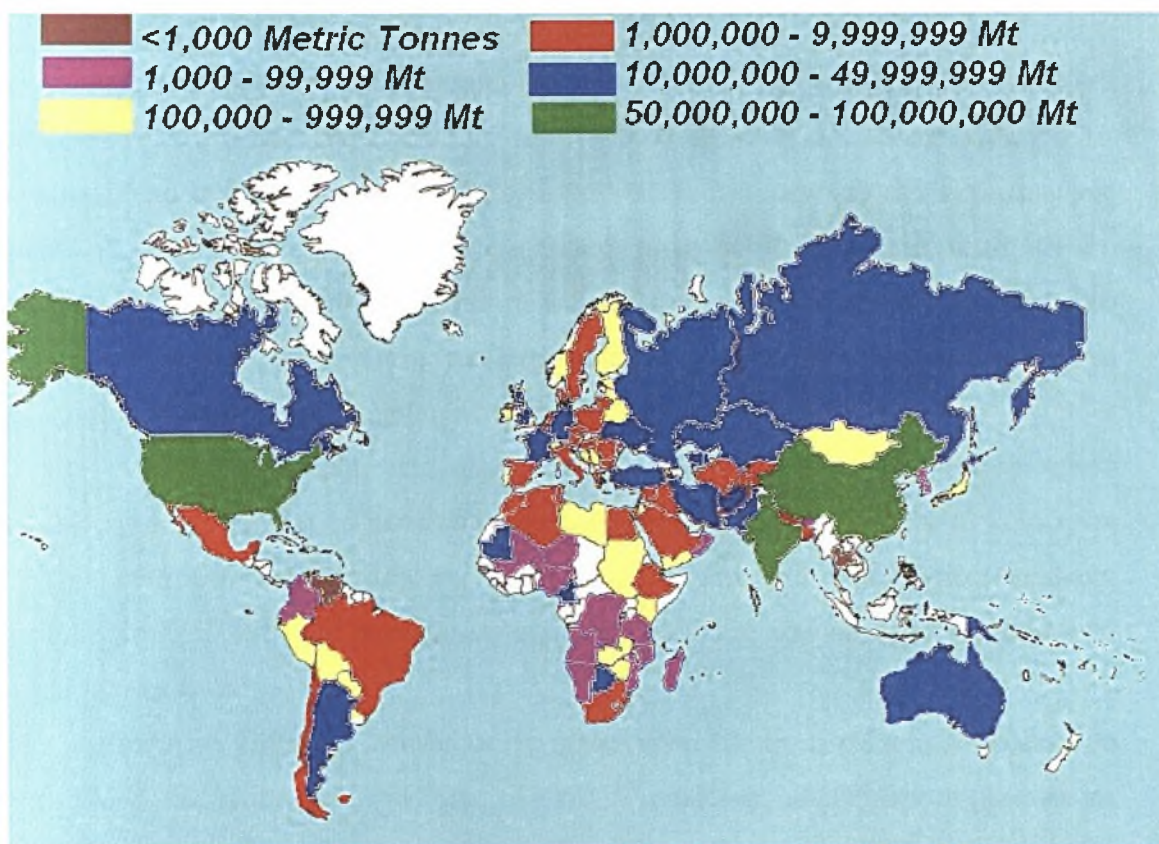 <1,000 Metric Tonnes
1,000 - 99,999 Mt
100,000 - 999,999 Mt
1,000,000 - 9,999,999 Mt
10,000,000 - 49,999,999 Mt
50,000,000 - 100,000,000 Mt